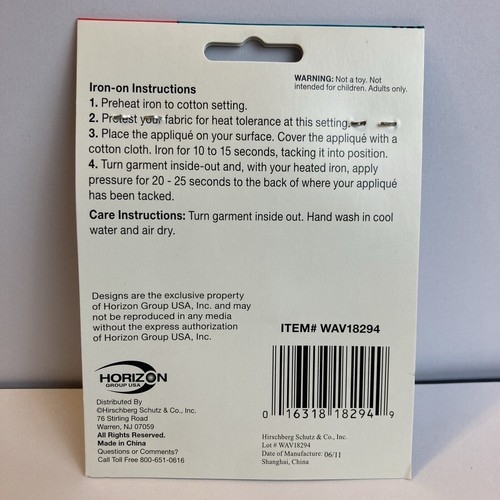 Iron-on Instructions
WARNING: Not a toy. Not
intended for children. Adults only.
1. Preheat iron to cotton setting.
2. Pretest your fabric for heat tolerance at this setting.
3. Place the appliqué on your surface. Cover the appliqué with a
cotton cloth. Iron for 10 to 15 seconds, tacking it into position.
4. Turn garment inside-out and, with your heated iron, apply
pressure for 20 - 25 seconds to the back of where your appliqué
has been tacked.
Care Instructions: Turn garment inside out. Hand wash in cool
water and air dry.
Designs are the exclusive property
of Horizon Group USA, Inc. and may
not be reproduced in any media
without the express authorization
of Horizon Group USA, Inc.
ITEM# WAV18294
HORIZON
GROUP USA
Distributed By
©Hirschberg Schutz & Co., Inc.
76 Stirling Road
Warren, NJ 07059
All Rights Reserved.
Made in China
Questions or Comments?
Call Toll Free 800-651-0616
0 16318 18294 9
Hirschberg Schutz & Co., Inc.
Lot # WAV18294
Date of Manufacture: 06/11
Shanghai, China